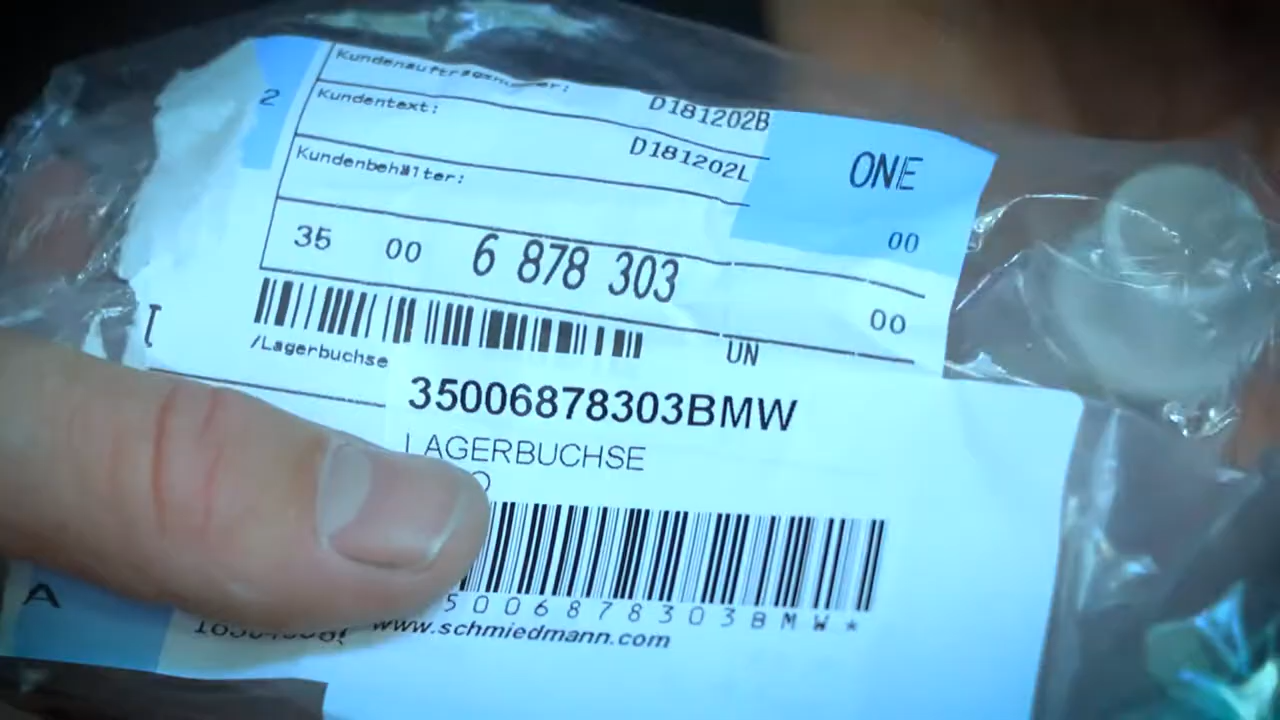 2
Kundenauftragsnummer: D181202B
Kundentext: D181202L
Kundenbehälter:
ONE
00
35 00 6 878 303
00
/Lagerbuchse
UN
35006878303BMW
LAGERBUCHSE
O
5006878303BMW*
A
www.schmiedmann.com